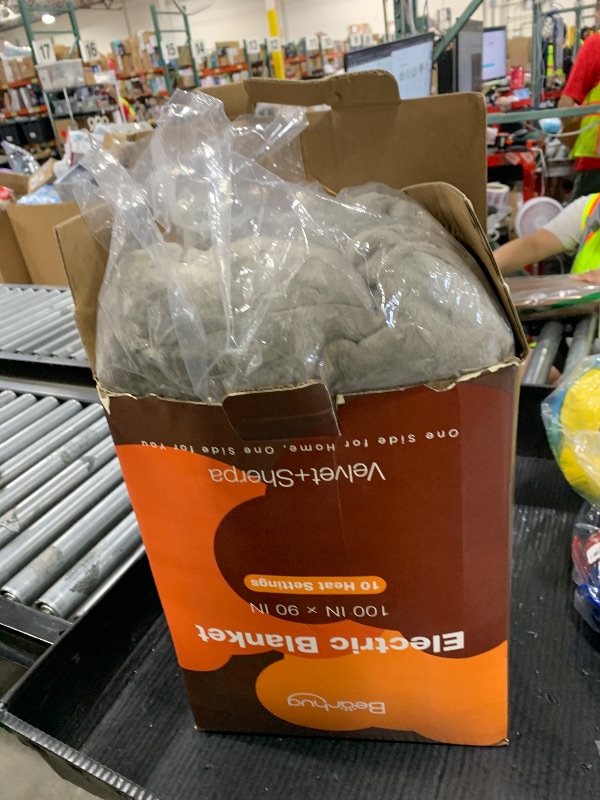 Bearhug
Electric Blanket
100 IN × 90 IN
10 Heat Settings
Velvet+Sherpa
One Side for Home, One Side for You
17
16
15
14